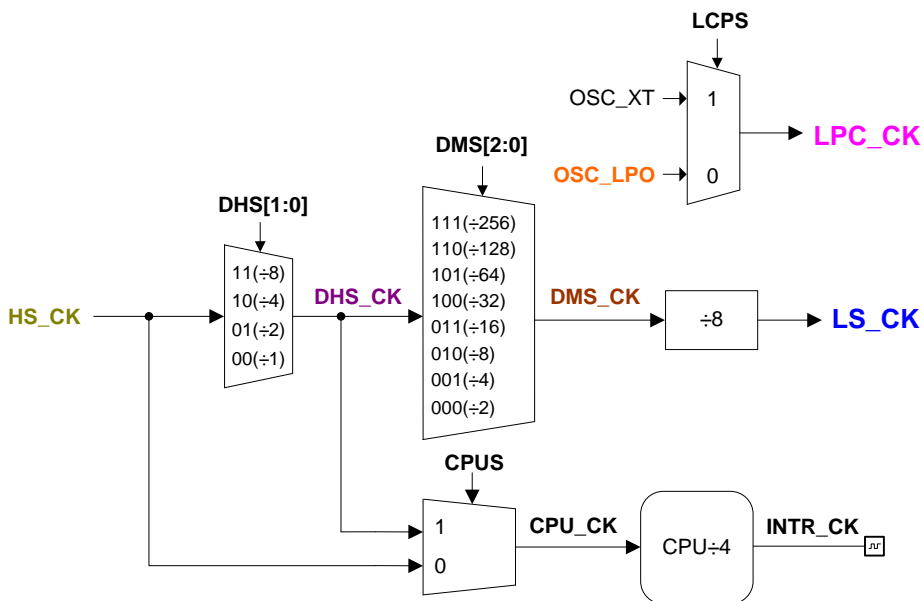 LCPS
OSC_XT
1
LPC_CK
OSC_LPO
0
DMS[2:0]
111(÷256)
110(÷128)
101(÷64)
100(÷32)
011(÷16)
010(÷8)
001(÷4)
000(÷2)
DHS[1:0]
11(÷8)
10(÷4)
01(÷2)
00(÷1)
HS_CK
DHS_CK
DMS_CK
÷8
LS_CK
CPUS
1
0
CPU_CK
CPU÷4
INTR_CK